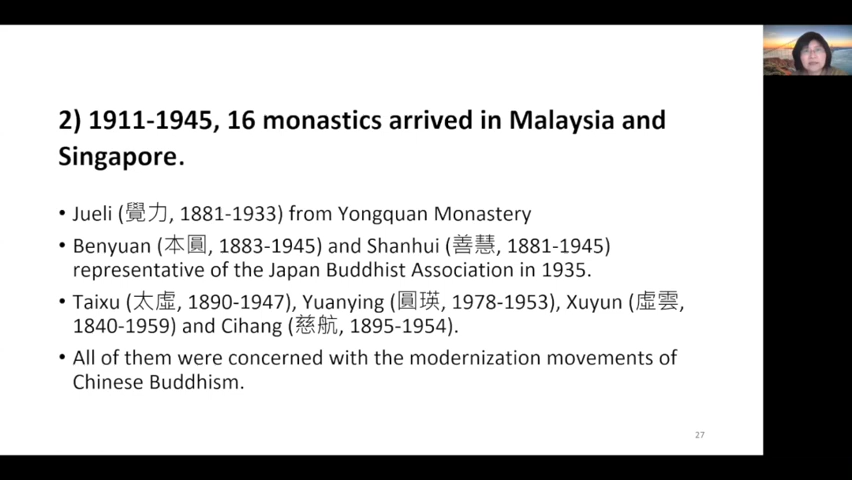 2) 1911-1945, 16 monastics arrived in Malaysia and
Singapore.
• Jueli (覺力, 1881-1933) from Yongquan Monastery
• Benyuan (本圓, 1883-1945) and Shanhui (善慧, 1881-1945)
representative of the Japan Buddhist Association in 1935.
• Taixu (太虛, 1890-1947), Yuanying (圓瑛, 1978-1953), Xuyun (虛雲,
1840-1959) and Cihang (慈航, 1895-1954).
• All of them were concerned with the modernization movements of
Chinese Buddhism.
27